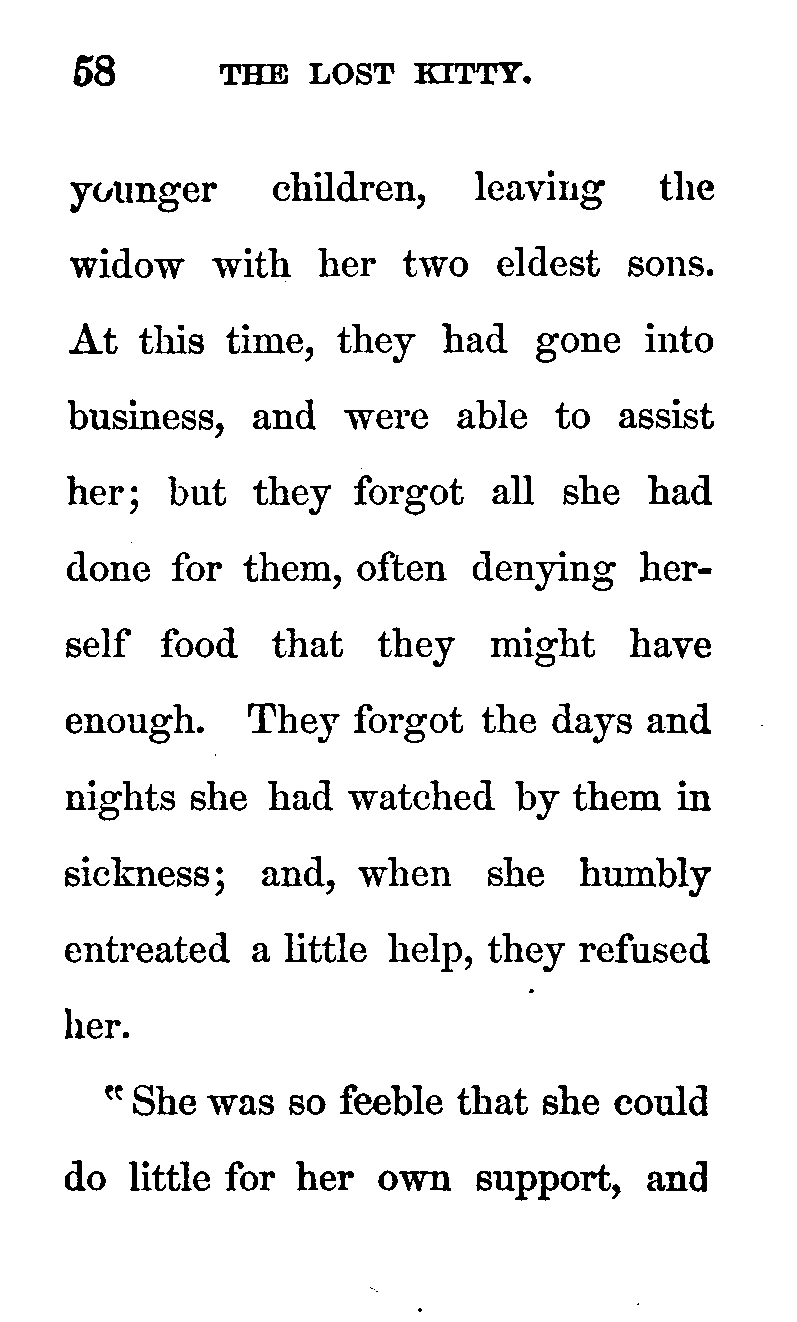 58 THE LOST KITTY.
younger children, leaving the
widow with her two eldest sons.
At this time, they had gone into
business, and were able to assist
her; but they forgot all she had
done for them, often denying her-
self food that they might have
enough. They forgot the days and
nights she had watched by them in
sickness; and, when she humbly
entreated a little help, they refused
her.
“She was so feeble that she could
do little for her own support, and